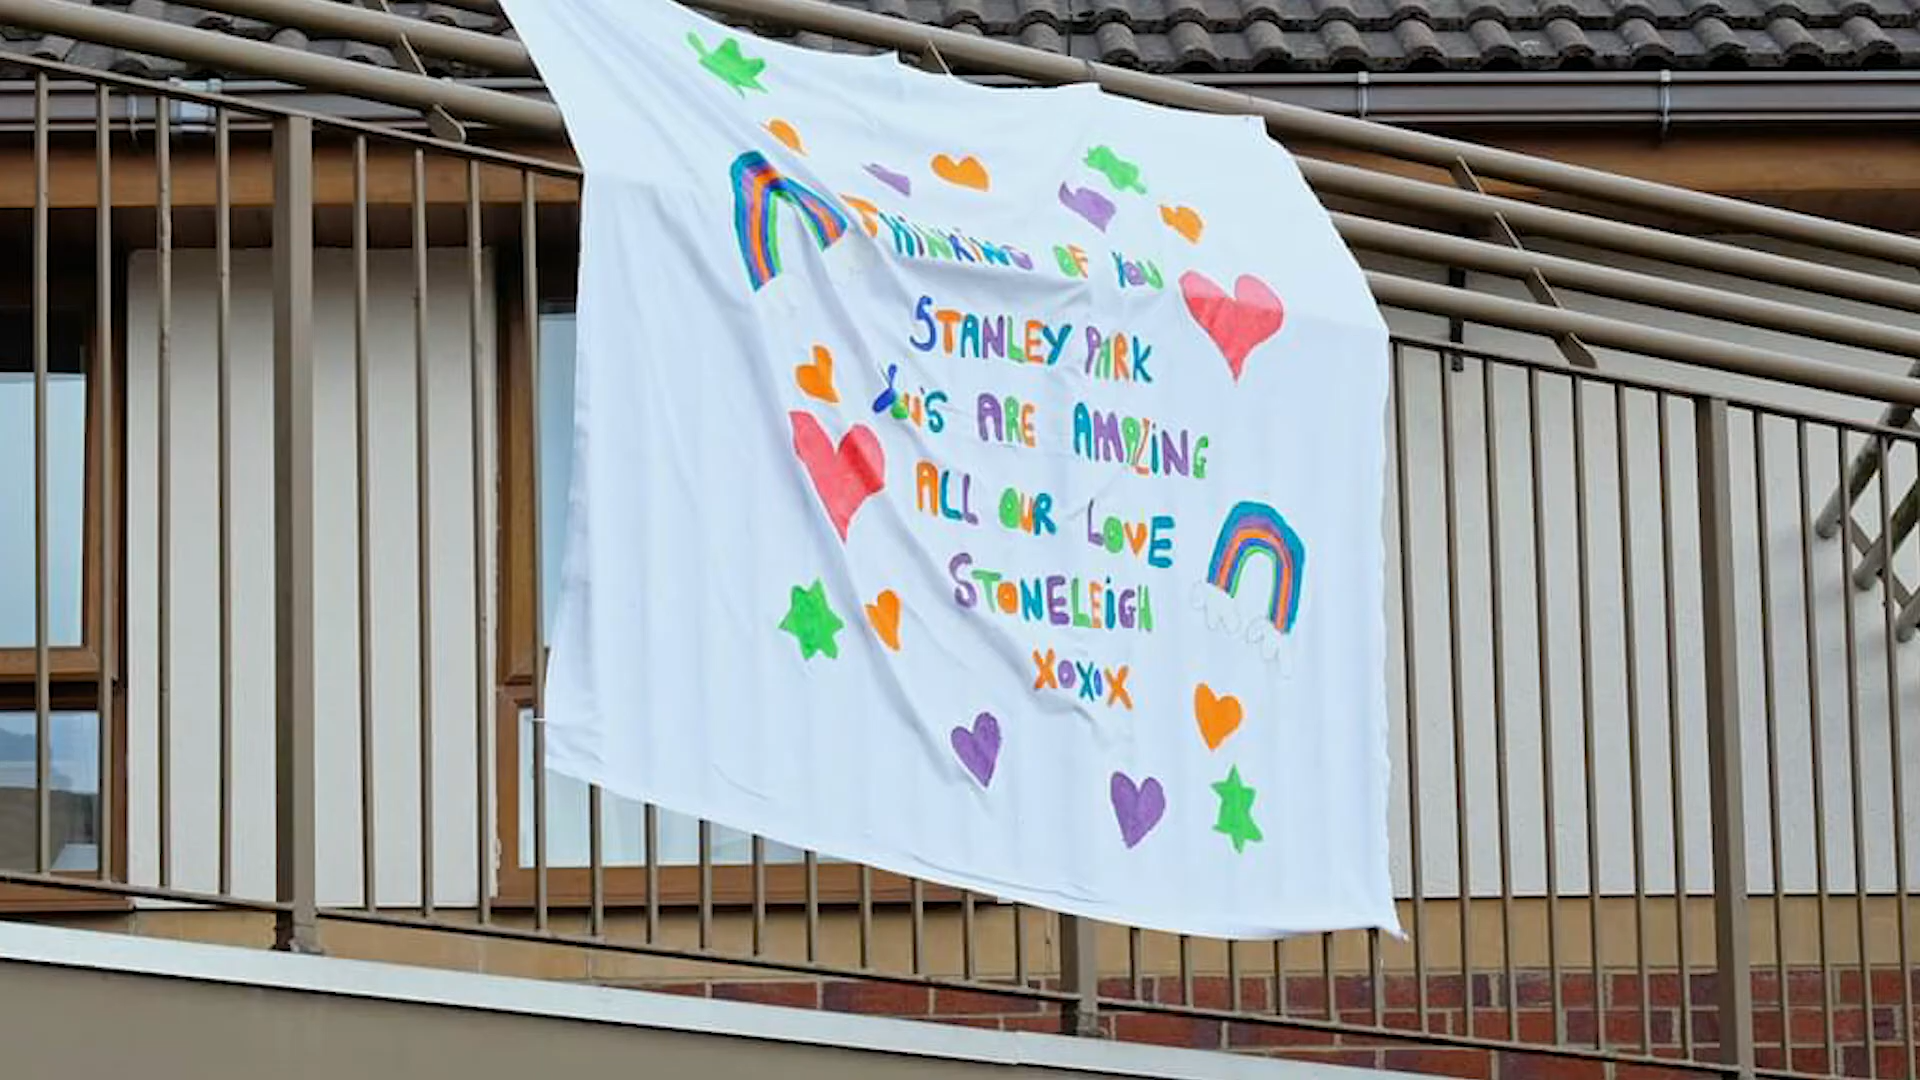 THiNKiNG OF YOU
STANLEY PARK
YOU'S ARE AMAZiNG
ALL OUR LOVE
STONELEiGH
XOXOX